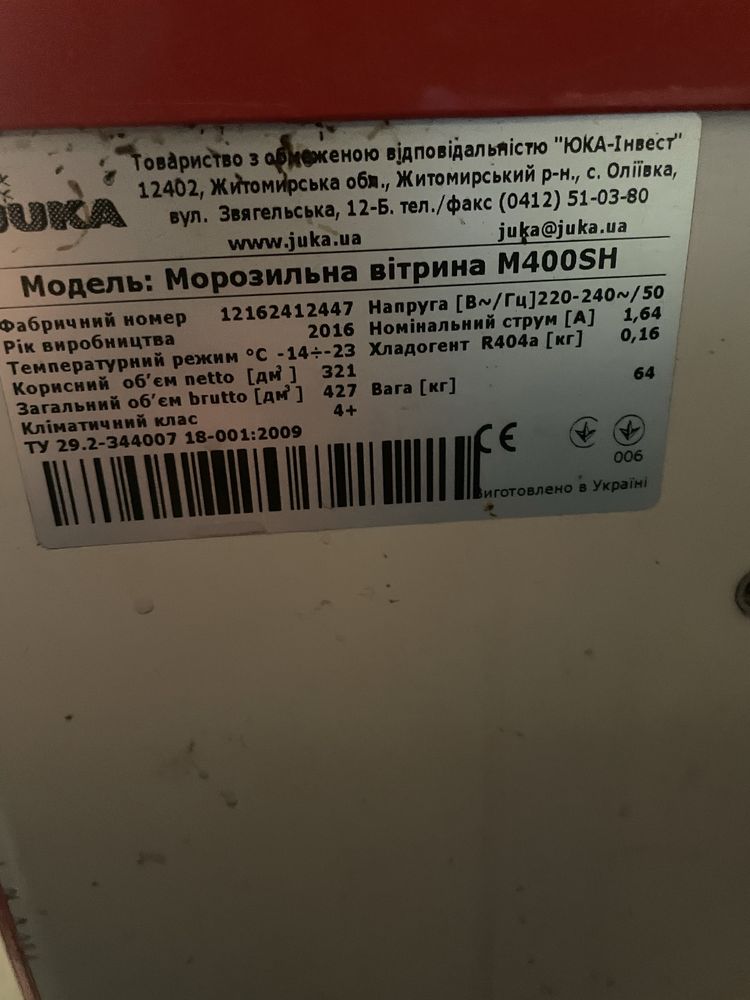 Товариство з обмеженою відповідальністю "ЮКА-Інвест"
12402, Житомирська обл., Житомирський р-н., с. Оліївка,
JUKA
вул. Звягельська, 12-Б. тел./факс (0412) 51-03-80
www.juka.ua juka@juka.ua
Модель: Морозильна вітрина M400SH
Фабричний номер 12162412447 Напруга [В~/Гц]220-240~/50
Рік виробництва 2016 Номінальний струм [А] 1,64
Температурний режим °С -14÷-23 Хладогент R404a [кг] 0,16
Корисний об’єм netto [дм³] 321
Загальний об’єм brutto [дм³] 427 Вага [кг] 64
Кліматичний клас 4+
ТУ 29.2-344007 18-001:2009
CE
006
Виготовлено в Україні